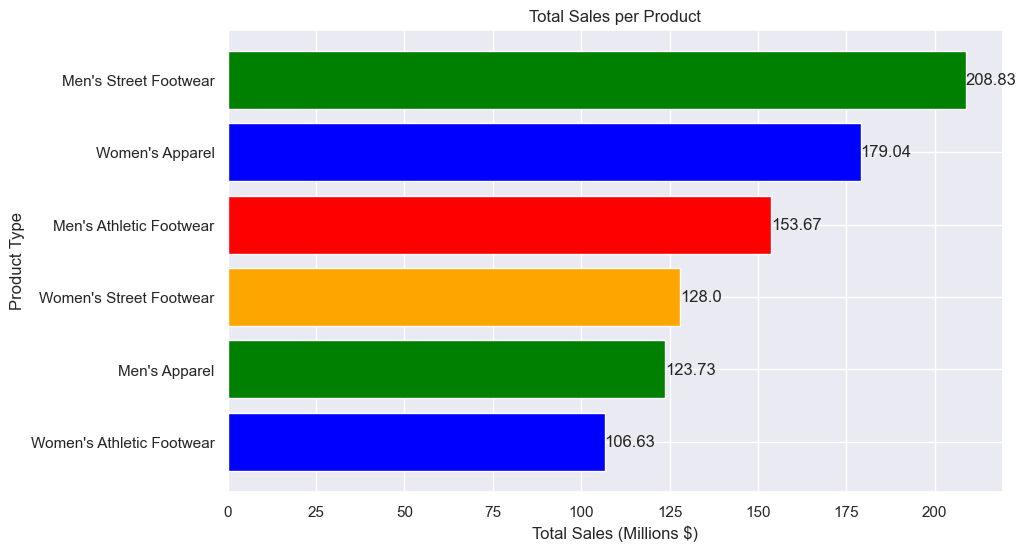 Total Sales per Product
Product Type
Men's Street Footwear 208.83
Women's Apparel 179.04
Men's Athletic Footwear 153.67
Women's Street Footwear 128.0
Men's Apparel 123.73
Women's Athletic Footwear 106.63
0 25 50 75 100 125 150 175 200
Total Sales (Millions $)